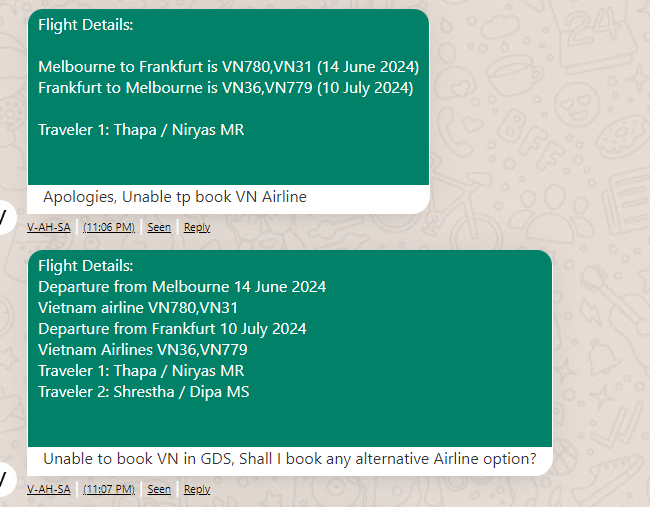 Flight Details:
Melbourne to Frankfurt is VN780,VN31 (14 June 2024)
Frankfurt to Melbourne is VN36,VN779 (10 July 2024)
Traveler 1: Thapa / Niryas MR
Apologies, Unable tp book VN Airline
V-AH-SA (11:06 PM) Seen Reply
Flight Details:
Departure from Melbourne 14 June 2024
Vietnam airline VN780,VN31
Departure from Frankfurt 10 July 2024
Vietnam Airlines VN36,VN779
Traveler 1: Thapa / Niryas MR
Traveler 2: Shrestha / Dipa MS
Unable to book VN in GDS, Shall I book any alternative Airline option?
V-AH-SA (11:07 PM) Seen Reply